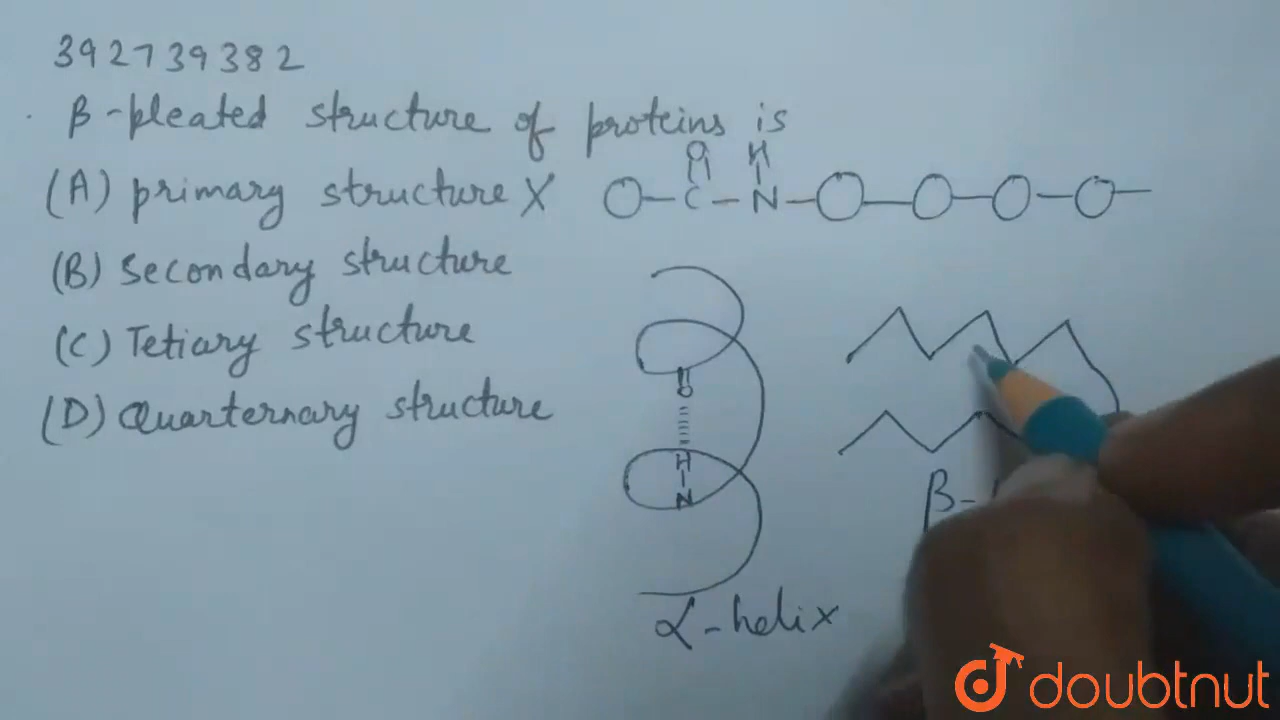 392739382
β-pleated structure of proteins is
(A) primary structure X
(B) Secondary structure
(C) Tetiary structure
(D) Quarternary structure
O H
C N
O
H
N
α-helix
β-
doubtnut